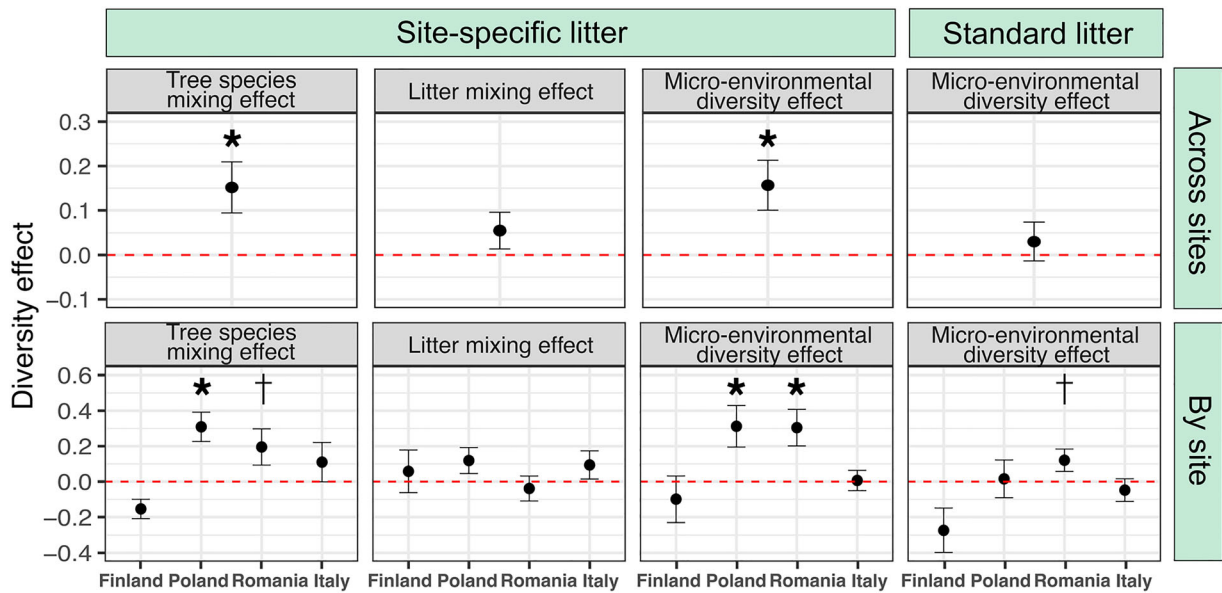 Site-specific litter
Standard litter
Tree species
mixing effect
Litter mixing effect
Micro-environmental
diversity effect
Micro-environmental
diversity effect
0.3
0.2
0.1
0.0
−0.1
*
*
Across sites
Diversity effect
Tree species
mixing effect
Litter mixing effect
Micro-environmental
diversity effect
Micro-environmental
diversity effect
0.6
0.4
0.2
0.0
−0.2
−0.4
* †
* *
†
By site
Finland Poland Romania Italy
Finland Poland Romania Italy
Finland Poland Romania Italy
Finland Poland Romania Italy